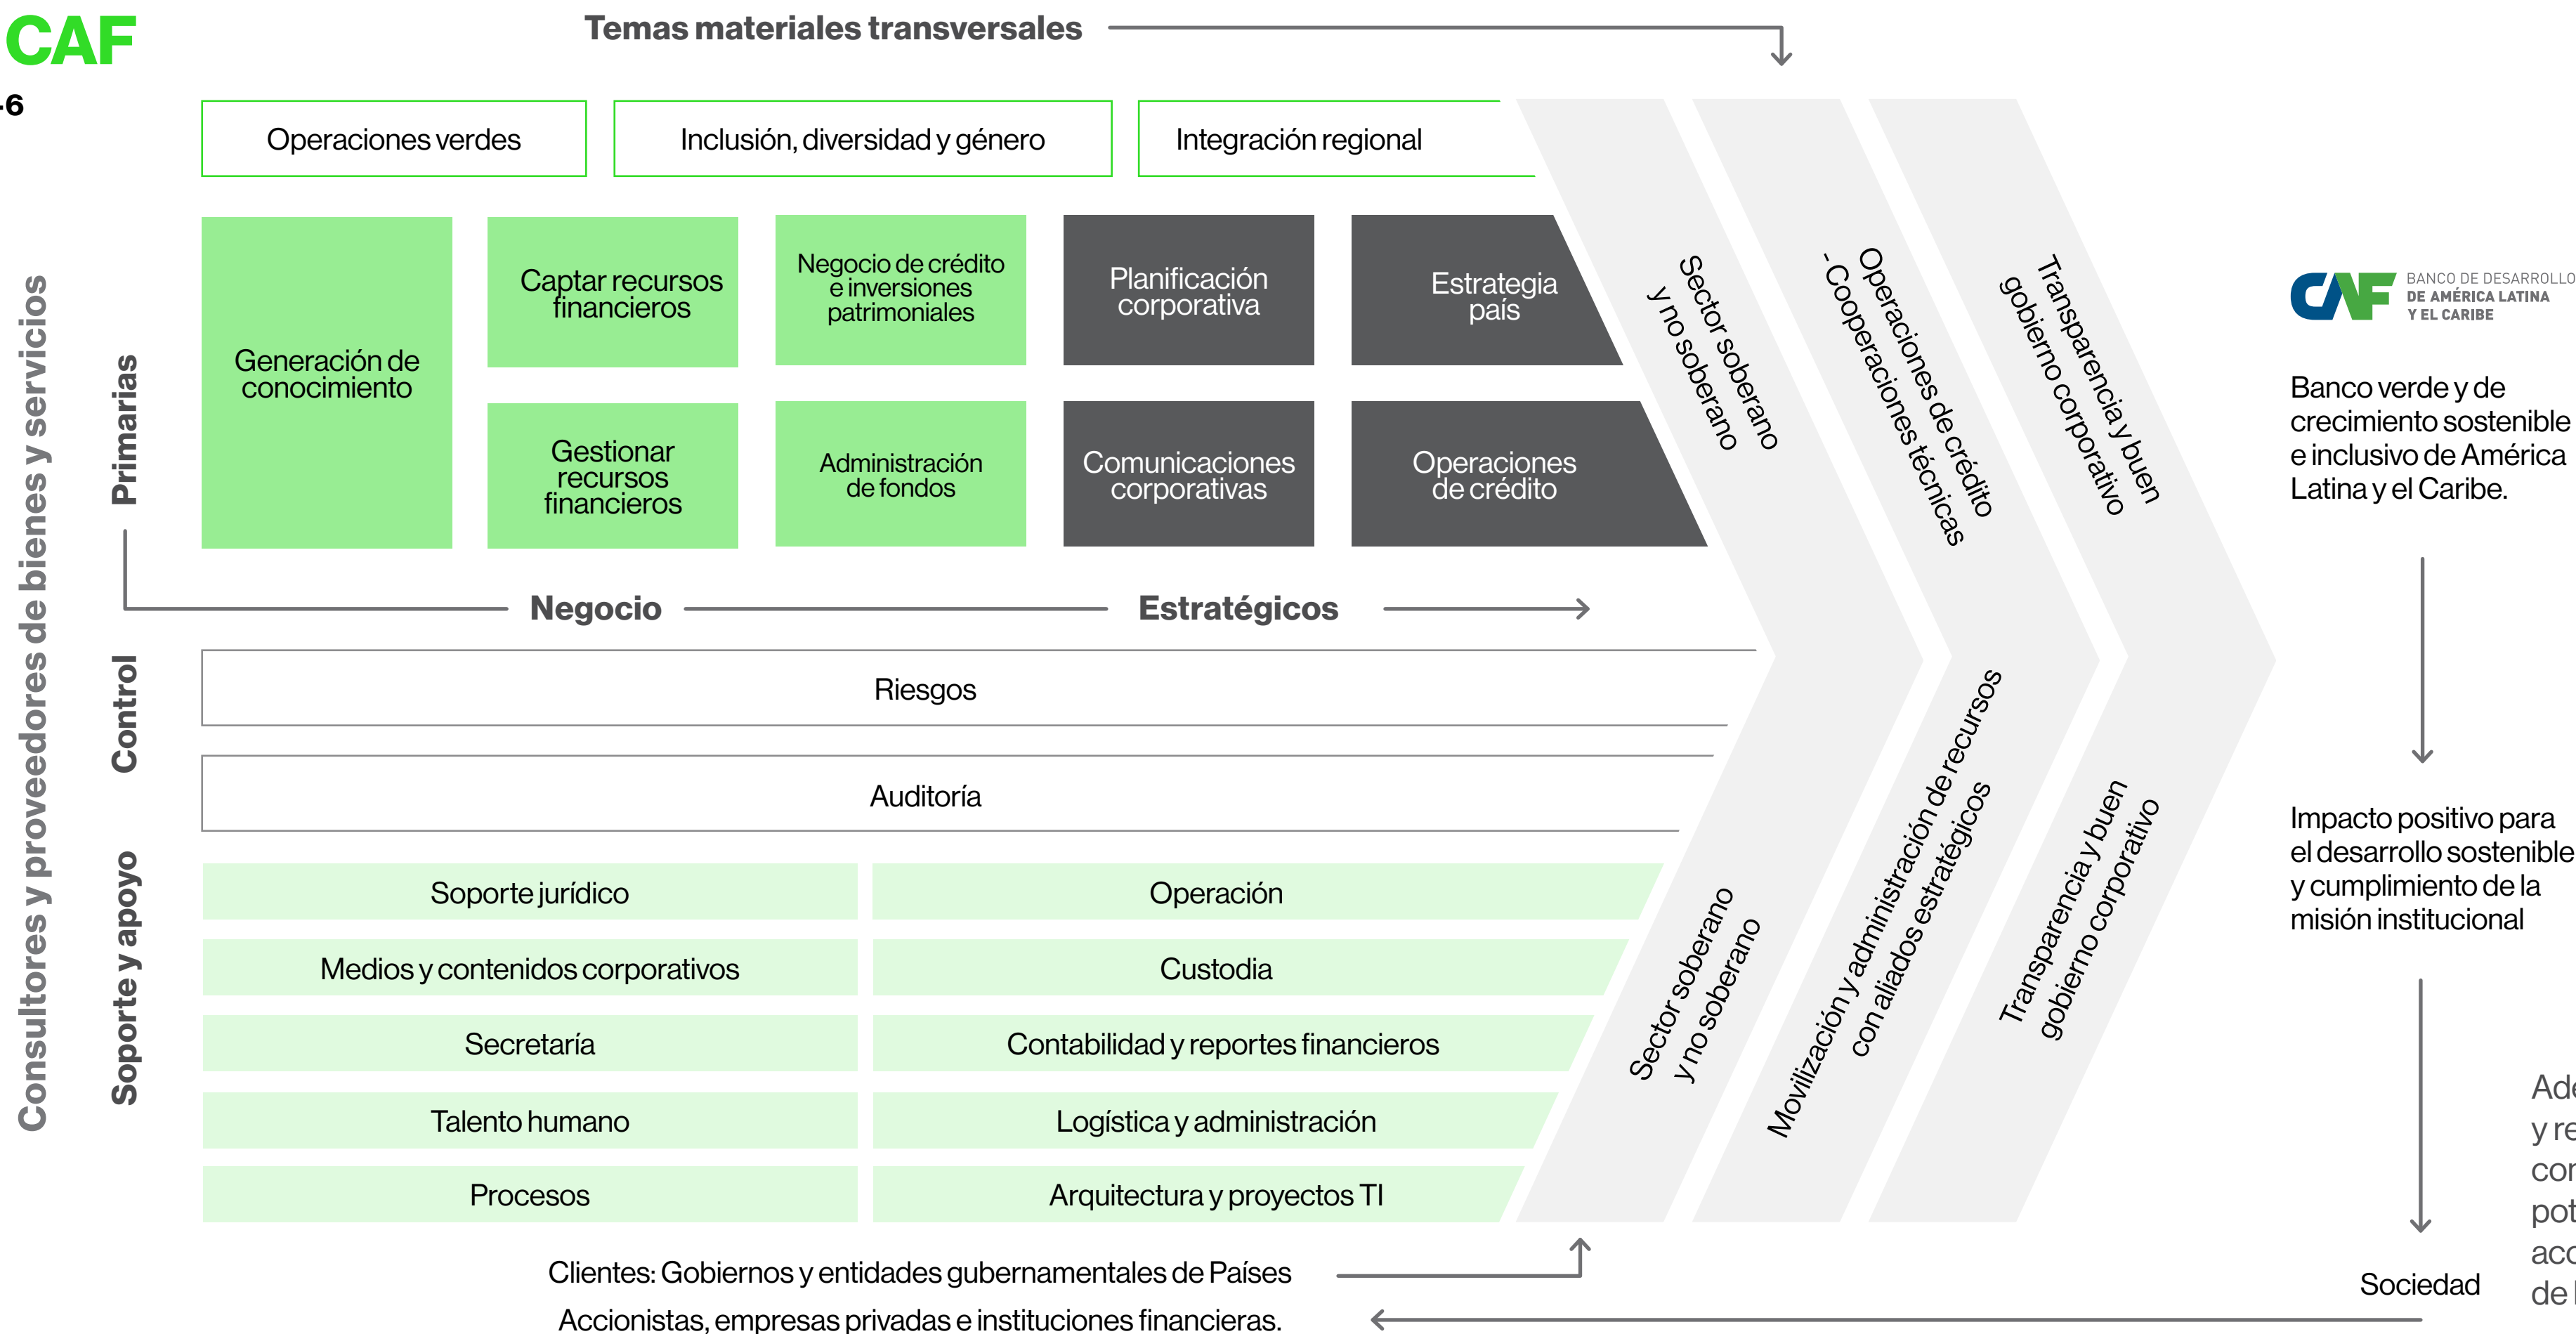 CAF
-6
Temas materiales transversales
Operaciones verdes
Inclusión, diversidad y género
Integración regional
Consultores y proveedores de bienes y servicios
Primarias
Generación de
conocimiento
Captar recursos
financieros
Negocio de crédito
e inversiones
patrimoniales
Planificación
corporativa
Estrategia
país
Gestionar
recursos
financieros
Administración
de fondos
Comunicaciones
corporativas
Operaciones
de crédito
Negocio
Estratégicos
Control
Riesgos
Auditoría
Soporte y apoyo
Soporte jurídico
Operación
Medios y contenidos corporativos
Custodia
Secretaría
Contabilidad y reportes financieros
Talento humano
Logística y administración
Procesos
Arquitectura y proyectos TI
Sector soberano
y no soberano
Operaciones de crédito
- Cooperaciones técnicas
Transparencia y buen
gobierno corporativo
Sector soberano
y no soberano
Movilización y administración de recursos
con aliados estratégicos
Transparencia y buen
gobierno corporativo
CAF
BANCO DE DESARROLLO
DE AMÉRICA LATINA
Y EL CARIBE
Banco verde y de
crecimiento sostenible
e inclusivo de América
Latina y el Caribe.
Impacto positivo para
el desarrollo sostenible
y cumplimiento de la
misión institucional
Sociedad
Clientes: Gobiernos y entidades gubernamentales de Países
Accionistas, empresas privadas e instituciones financieras.
y
de